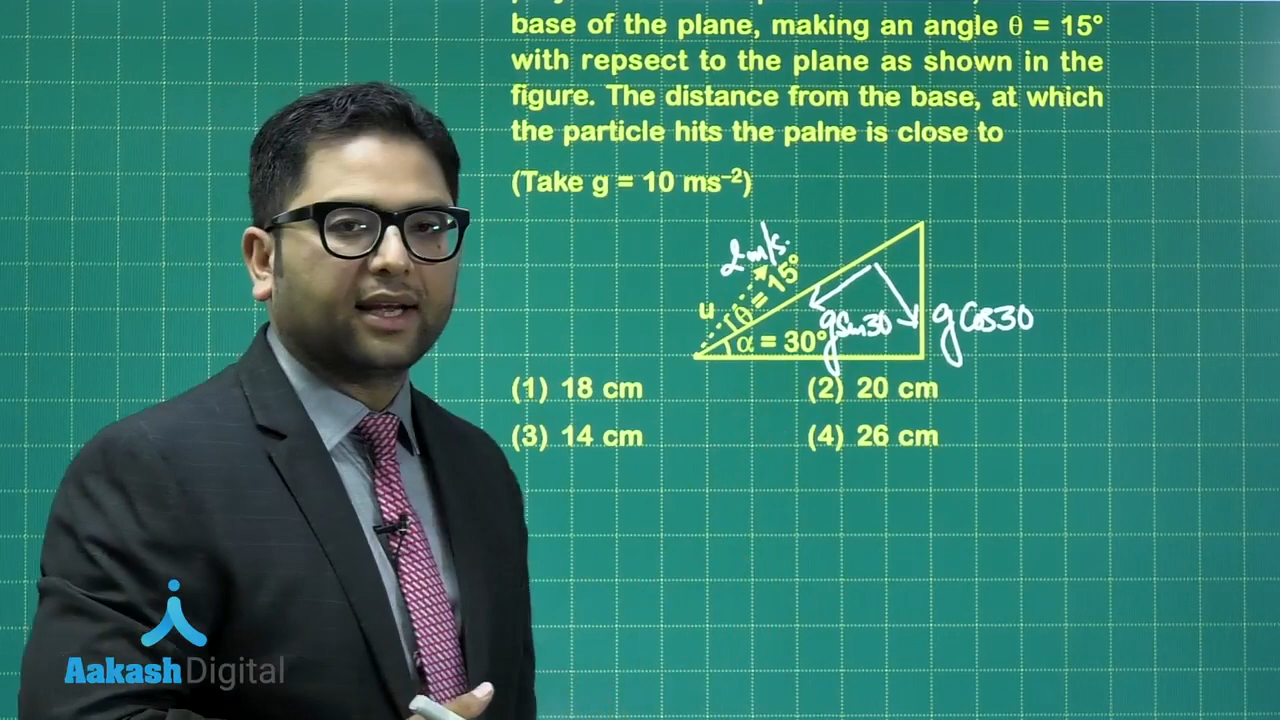 base of the plane, making an angle θ = 15°
with repsect to the plane as shown in the
figure. The distance from the base, at which
the particle hits the palne is close to
(Take g = 10 ms⁻²)
2 m/s.
u
θ = 15°
α = 30°
g Sin30
g Cos30
(1) 18 cm
(2) 20 cm
(3) 14 cm
(4) 26 cm
Aakash Digital